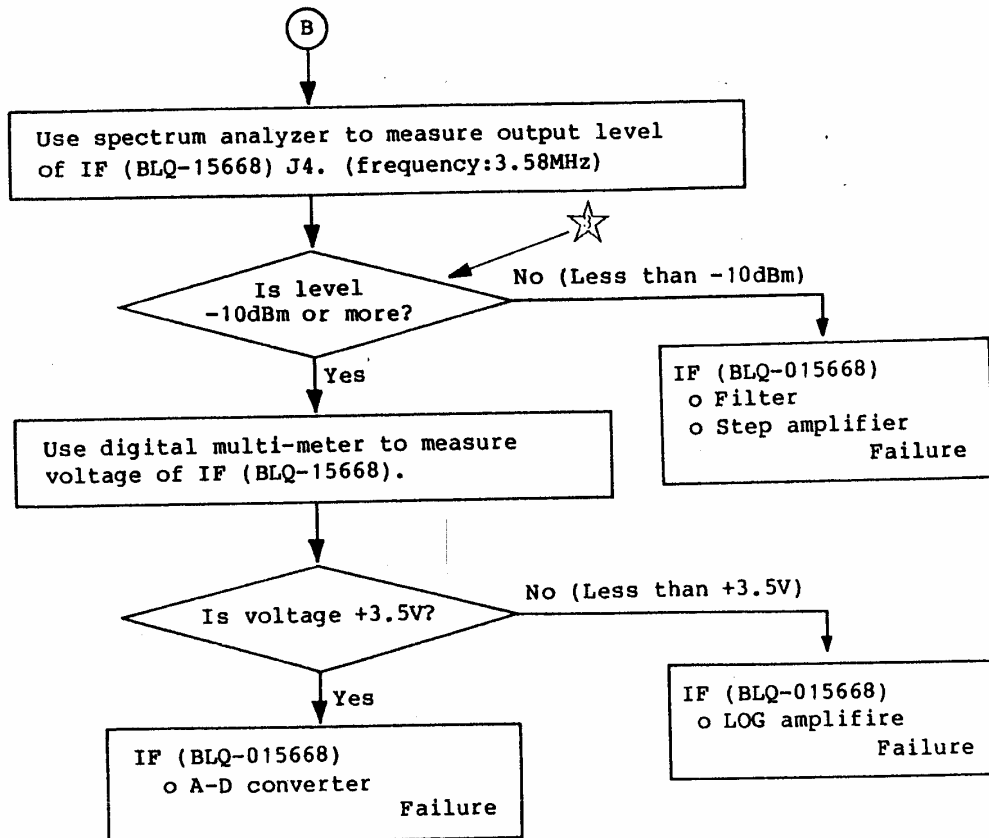 B
Use spectrum analyzer to measure output level
of IF (BLQ-15668) J4. (frequency:3.58MHz)
3
Is level
-10dBm or more?
No (Less than -10dBm)
Yes
IF (BLQ-015668)
o Filter
o Step amplifier
Failure
Use digital multi-meter to measure
voltage of IF (BLQ-15668).
Is voltage +3.5V?
No (Less than +3.5V)
Yes
IF (BLQ-015668)
o LOG amplifire
Failure
IF (BLQ-015668)
o A-D converter
Failure